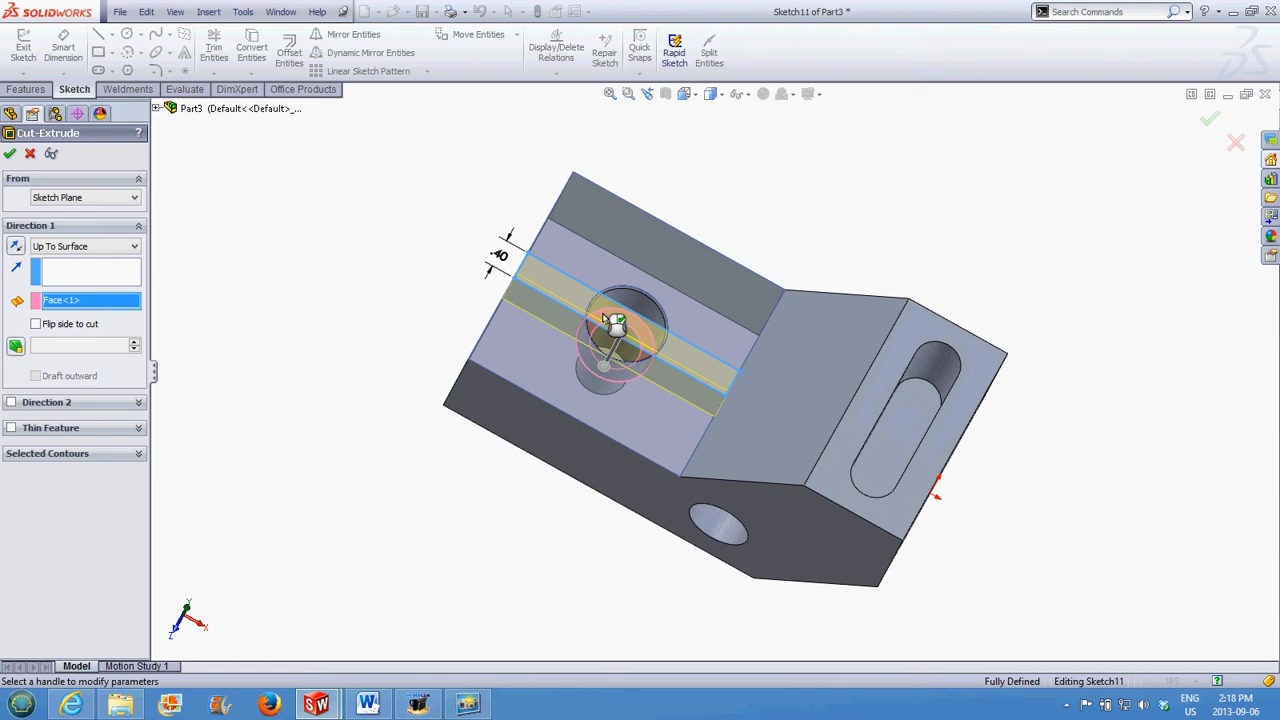 SOLIDWORKS File Edit View Insert Tools Window Help Sketch11 of Part3 * Search Commands ?
Exit Sketch
Smart Dimension
Trim Entities
Convert Entities
Offset Entities
Mirror Entities
Dynamic Mirror Entities
Linear Sketch Pattern
Move Entities
Display/Delete Relations
Repair Sketch
Quick Snaps
Rapid Sketch
Split Entities
Features Sketch Weldments Evaluate DimXpert Office Products
Part3 (Default<<Default>_...
Cut-Extrude ?
From
Sketch Plane
Direction 1
Up To Surface
Face<1>
Flip side to cut
Draft outward
Direction 2
Thin Feature
Selected Contours
.40
Y
X
Z
Model Motion Study 1
Select a handle to modify parameters Fully Defined Editing Sketch11 IPS ?
ENG 2:18 PM
US 2013-09-06